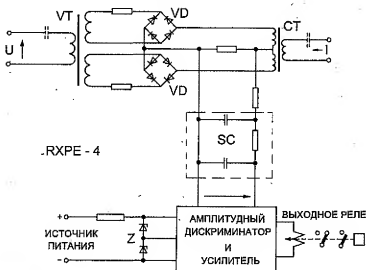 VT
VD
CT
U
I
VD
SC
RXPE - 4
+
ИСТОЧНИК
ПИТАНИЯ
-
Z
АМПЛИТУДНЫЙ
ДИСКРИМИНАТОР
И
УСИЛИТЕЛЬ
ВЫХОДНОЕ РЕЛЕ